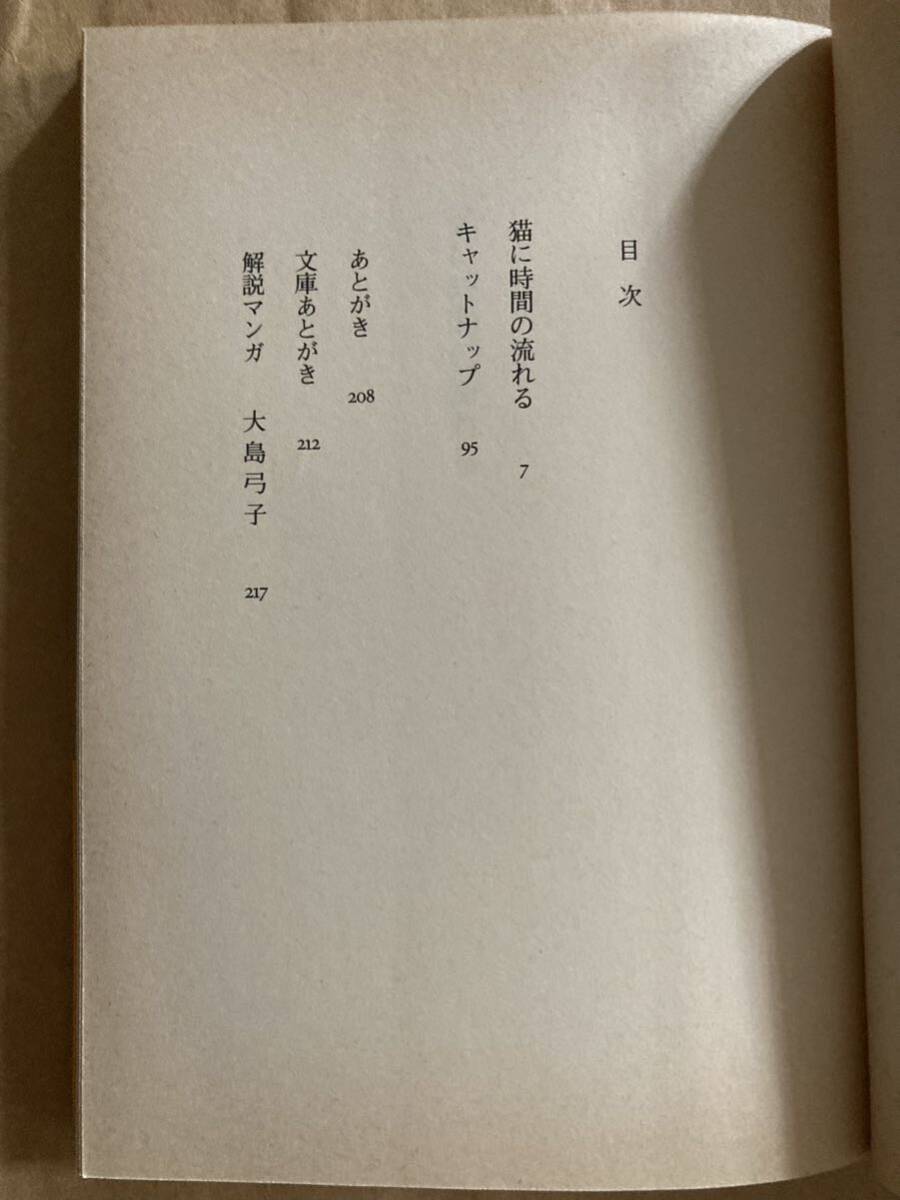 目次
猫に時間の流れる 7
キャットナップ 95
あとがき 208
文庫あとがき 212
解説マンガ 大島弓子 217